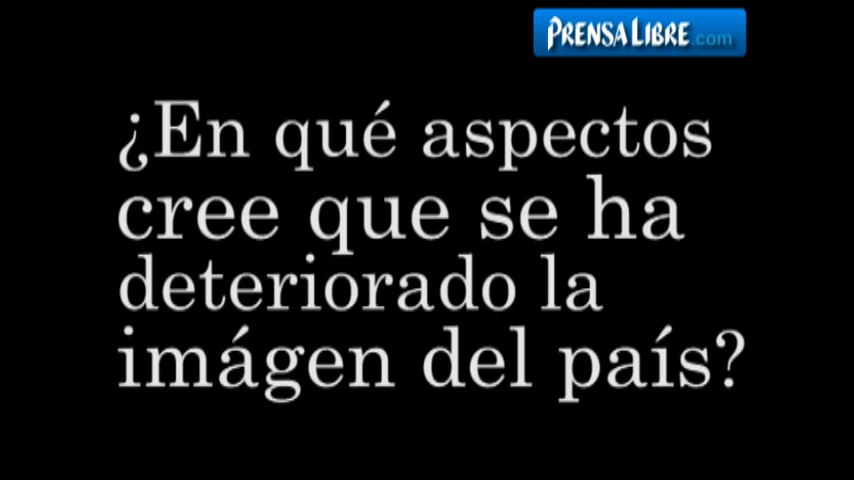 PRENSA LIBRE.com
¿En qué aspectos
cree que se ha
deteriorado la
imágen del país?